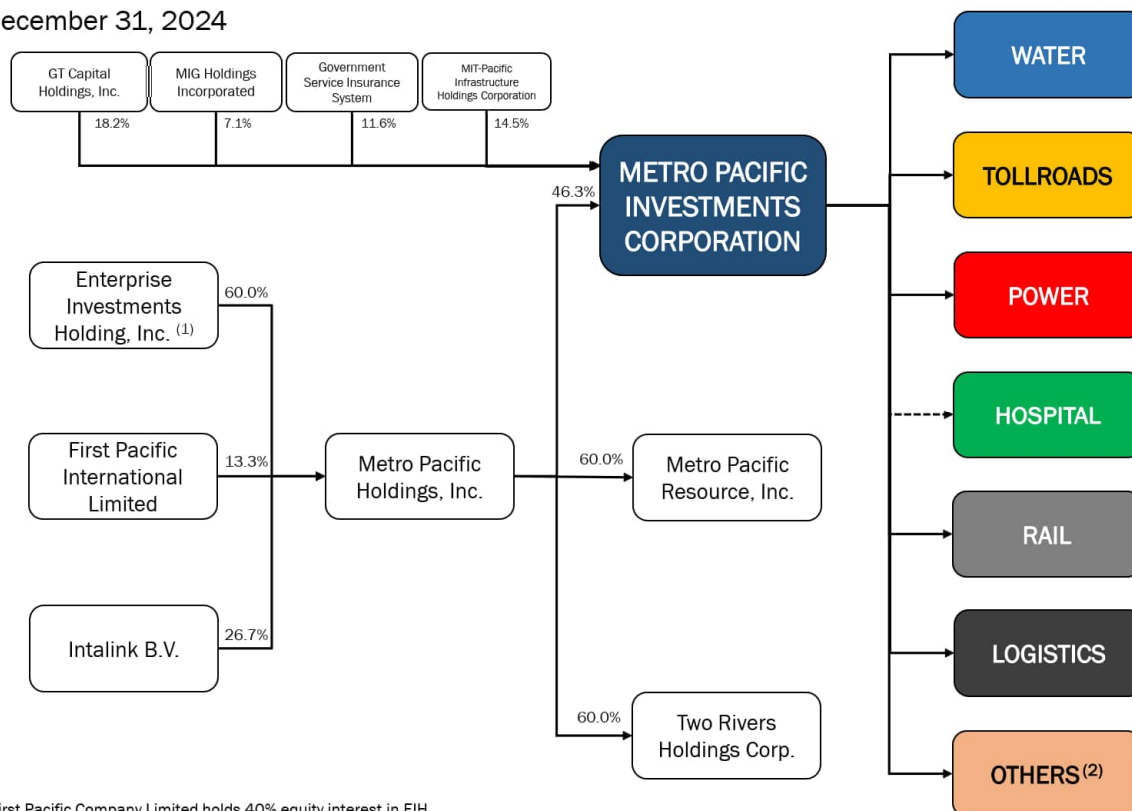 ecember 31, 2024
GT Capital
Holdings, Inc.
MIG Holdings
Incorporated
Government
Service Insurance
System
MIT-Pacific
Infrastructure
Holdings Corporation
18.2%
7.1%
11.6%
14.5%
METRO PACIFIC
INVESTMENTS
CORPORATION
46.3%
Enterprise
Investments
Holding, Inc. (1)
60.0%
First Pacific
International
Limited
13.3%
Intalink B.V.
26.7%
Metro Pacific
Holdings, Inc.
60.0%
Metro Pacific
Resource, Inc.
60.0%
Two Rivers
Holdings Corp.
WATER
TOLLROADS
POWER
HOSPITAL
RAIL
LOGISTICS
OTHERS (2)
irst Pacific Company Limited holds 40% equity interest in EIH